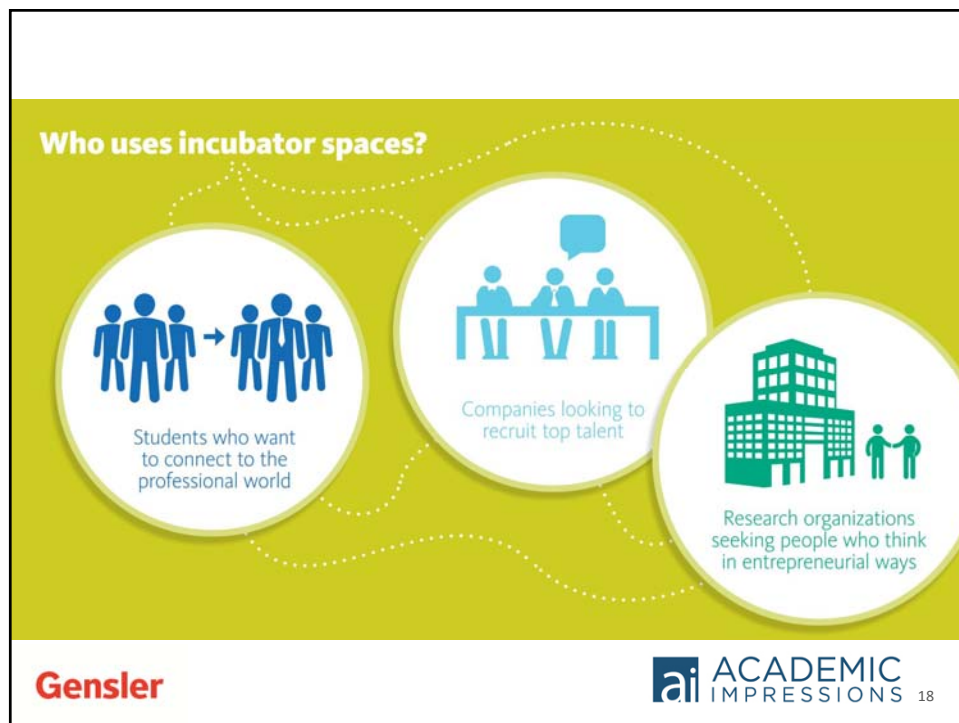 Who uses incubator spaces?
Students who want
to connect to the
professional world
Companies looking to
recruit top talent
Research organizations
seeking people who think
in entrepreneurial ways
Gensler
ai ACADEMIC
IMPRESSIONS
18